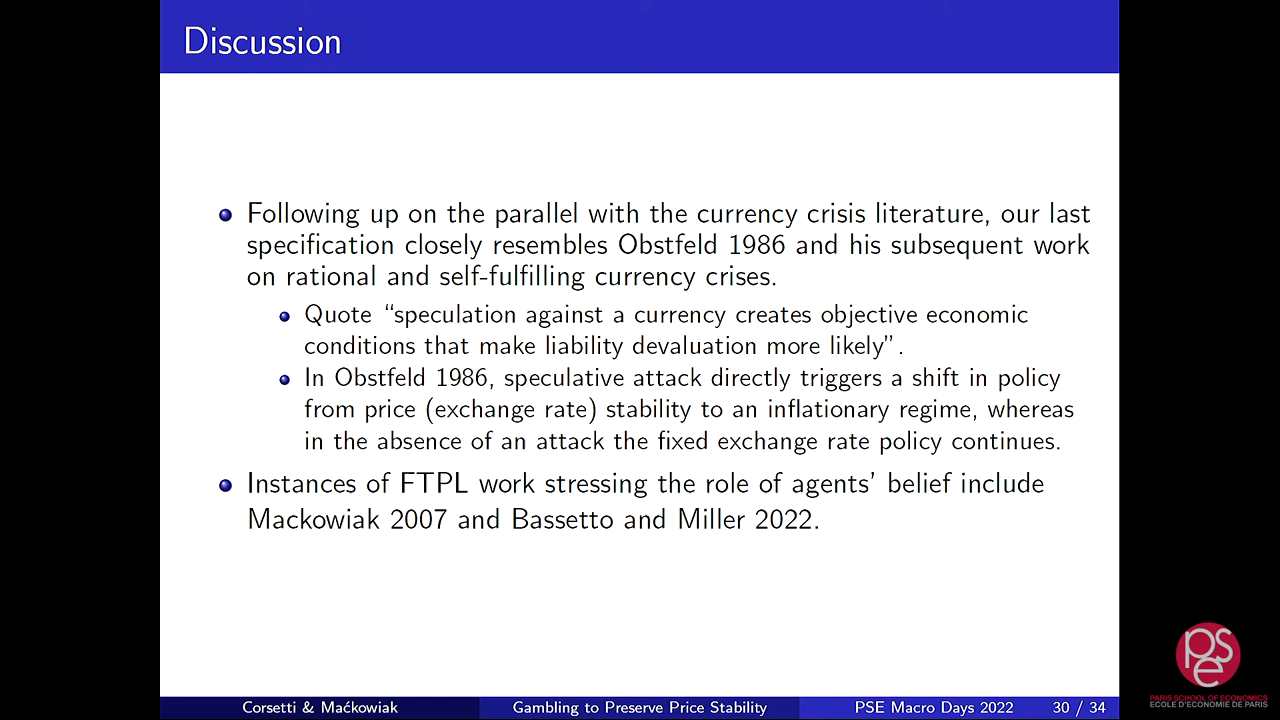 Discussion
Following up on the parallel with the currency crisis literature, our last
specification closely resembles Obstfeld 1986 and his subsequent work
on rational and self-fulfilling currency crises.
Quote “speculation against a currency creates objective economic
conditions that make liability devaluation more likely”.
In Obstfeld 1986, speculative attack directly triggers a shift in policy
from price (exchange rate) stability to an inflationary regime, whereas
in the absence of an attack the fixed exchange rate policy continues.
Instances of FTPL work stressing the role of agents’ belief include
Mackowiak 2007 and Bassetto and Miller 2022.
Corsetti & Maćkowiak Gambling to Preserve Price Stability PSE Macro Days 2022 30 / 34
pse
PARIS SCHOOL OF ECONOMICS
ECOLE D'ECONOMIE DE PARIS